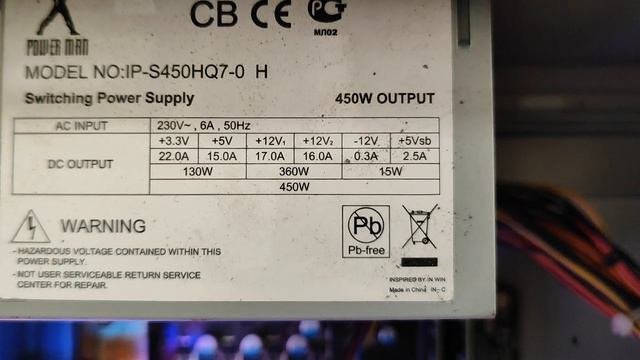 CB CE PG
МЛ02
POWER MAN
MODEL NO:IP-S450HQ7-0 H
Switching Power Supply 450W OUTPUT
AC INPUT 230V~ , 6A , 50Hz
+3.3V +5V +12V₁ +12V₂ -12V +5Vsb
DC OUTPUT 22.0A 15.0A 17.0A 16.0A 0.3A 2.5A
130W 360W 15W
450W
WARNING
-HAZARDOUS VOLTAGE CONTAINED WITHIN THIS
POWER SUPPLY.
-NOT USER SERVICEABLE RETURN SERVICE
CENTER FOR REPAIR.
Pb
Pb-free
INSPIRED BY IN WIN
Made in China IN-C